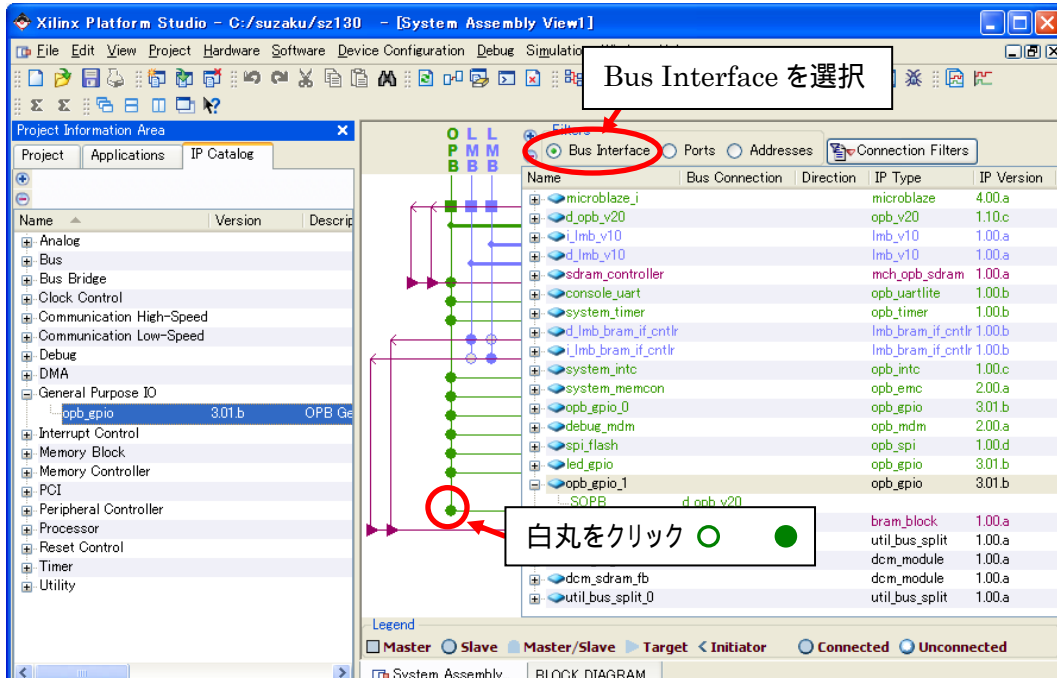 Xilinx Platform Studio - C:/suzaku/sz130 - [System Assembly View1]
File Edit View Project Hardware Software Device Configuration Debug Simulation
Bus Interface を選択
Project Information Area
Project Applications IP Catalog
Name Version Descrip
Analog
Bus
Bus Bridge
Clock Control
Communication High-Speed
Communication Low-Speed
Debug
DMA
General Purpose IO
opb_gpio 3.01.b OPB Ge
Interrupt Control
Memory Block
Memory Controller
PCI
Peripheral Controller
Processor
Reset Control
Timer
Utility
OPB LMB LMB
Filters
Bus Interface Ports Addresses Connection Filters
Name Bus Connection Direction IP Type IP Version
microblaze_i microblaze 4.00.a
d_opb_v20 opb_v20 1.10.c
i_lmb_v10 lmb_v10 1.00.a
d_lmb_v10 lmb_v10 1.00.a
sdram_controller mch_opb_sdram 1.00.a
console_uart opb_uartlite 1.00.b
system_timer opb_timer 1.00.b
d_lmb_bram_if_cntlr lmb_bram_if_cntlr 1.00.b
i_lmb_bram_if_cntlr lmb_bram_if_cntlr 1.00.b
system_intc opb_intc 1.00.c
system_memcon opb_emc 2.00.a
opb_gpio_0 opb_gpio 3.01.b
debug_mdm opb_mdm 2.00.a
spi_flash opb_spi 1.00.d
led_gpio opb_gpio 3.01.b
opb_gpio_1 opb_gpio 3.01.b
SOPB d_opb_v20
白丸をクリック ○ ●
bram_block 1.00.a
util_bus_split 1.00.a
dcm_module 1.00.a
dcm_sdram_fb dcm_module 1.00.a
util_bus_split_0 util_bus_split 1.00.a
Legend
Master Slave Master/Slave Target Initiator Connected Unconnected
System Assembly BLOCK DIAGRAM